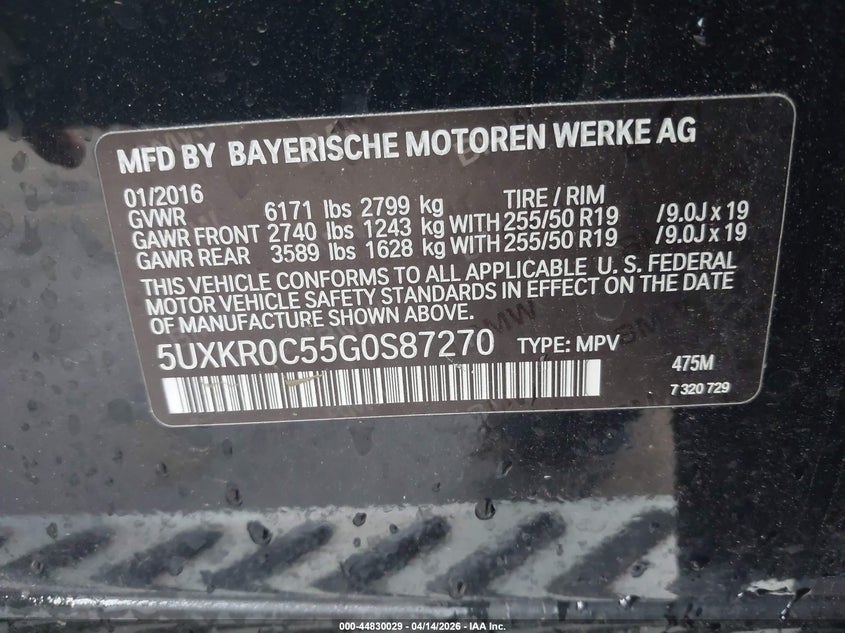 MFD BY BAYERISCHE MOTOREN WERKE AG
01/2016 TIRE / RIM
GVWR 6171 lbs 2799 kg
GAWR FRONT 2740 lbs 1243 kg WITH 255/50 R19 /9.0J x 19
GAWR REAR 3589 lbs 1628 kg WITH 255/50 R19 /9.0J x 19
THIS VEHICLE CONFORMS TO ALL APPLICABLE U. S. FEDERAL
MOTOR VEHICLE SAFETY STANDARDS IN EFFECT ON THE DATE
OF MANUFACTURE SHOWN ABOVE.
5UXKR0C55G0S87270 TYPE: MPV
475M
7 320 729
000-44830029 - 04/14/2026 - IAA Inc.